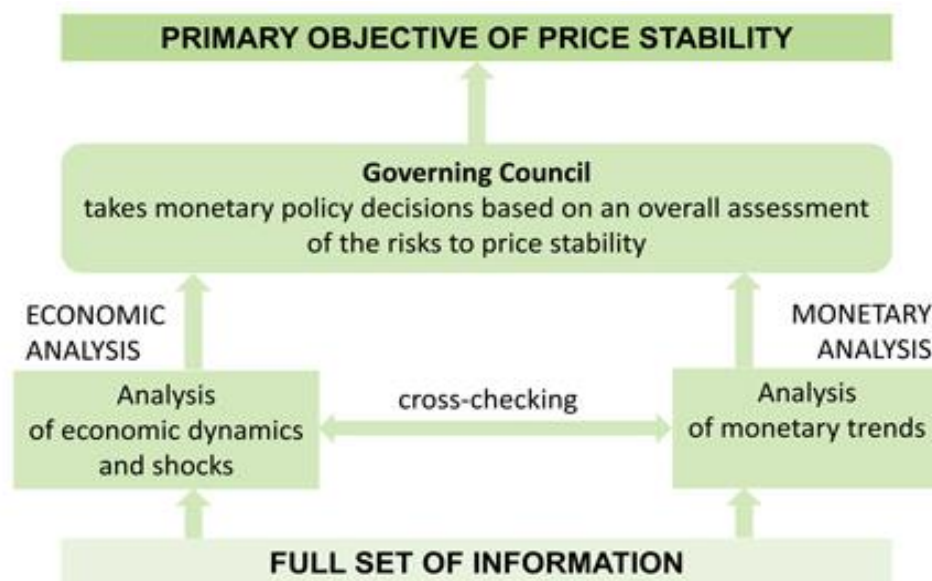 PRIMARY OBJECTIVE OF PRICE STABILITY
Governing Council
takes monetary policy decisions based on an overall assessment
of the risks to price stability
ECONOMIC
ANALYSIS
MONETARY
ANALYSIS
Analysis
of economic dynamics
and shocks
cross-checking
Analysis
of monetary trends
FULL SET OF INFORMATION